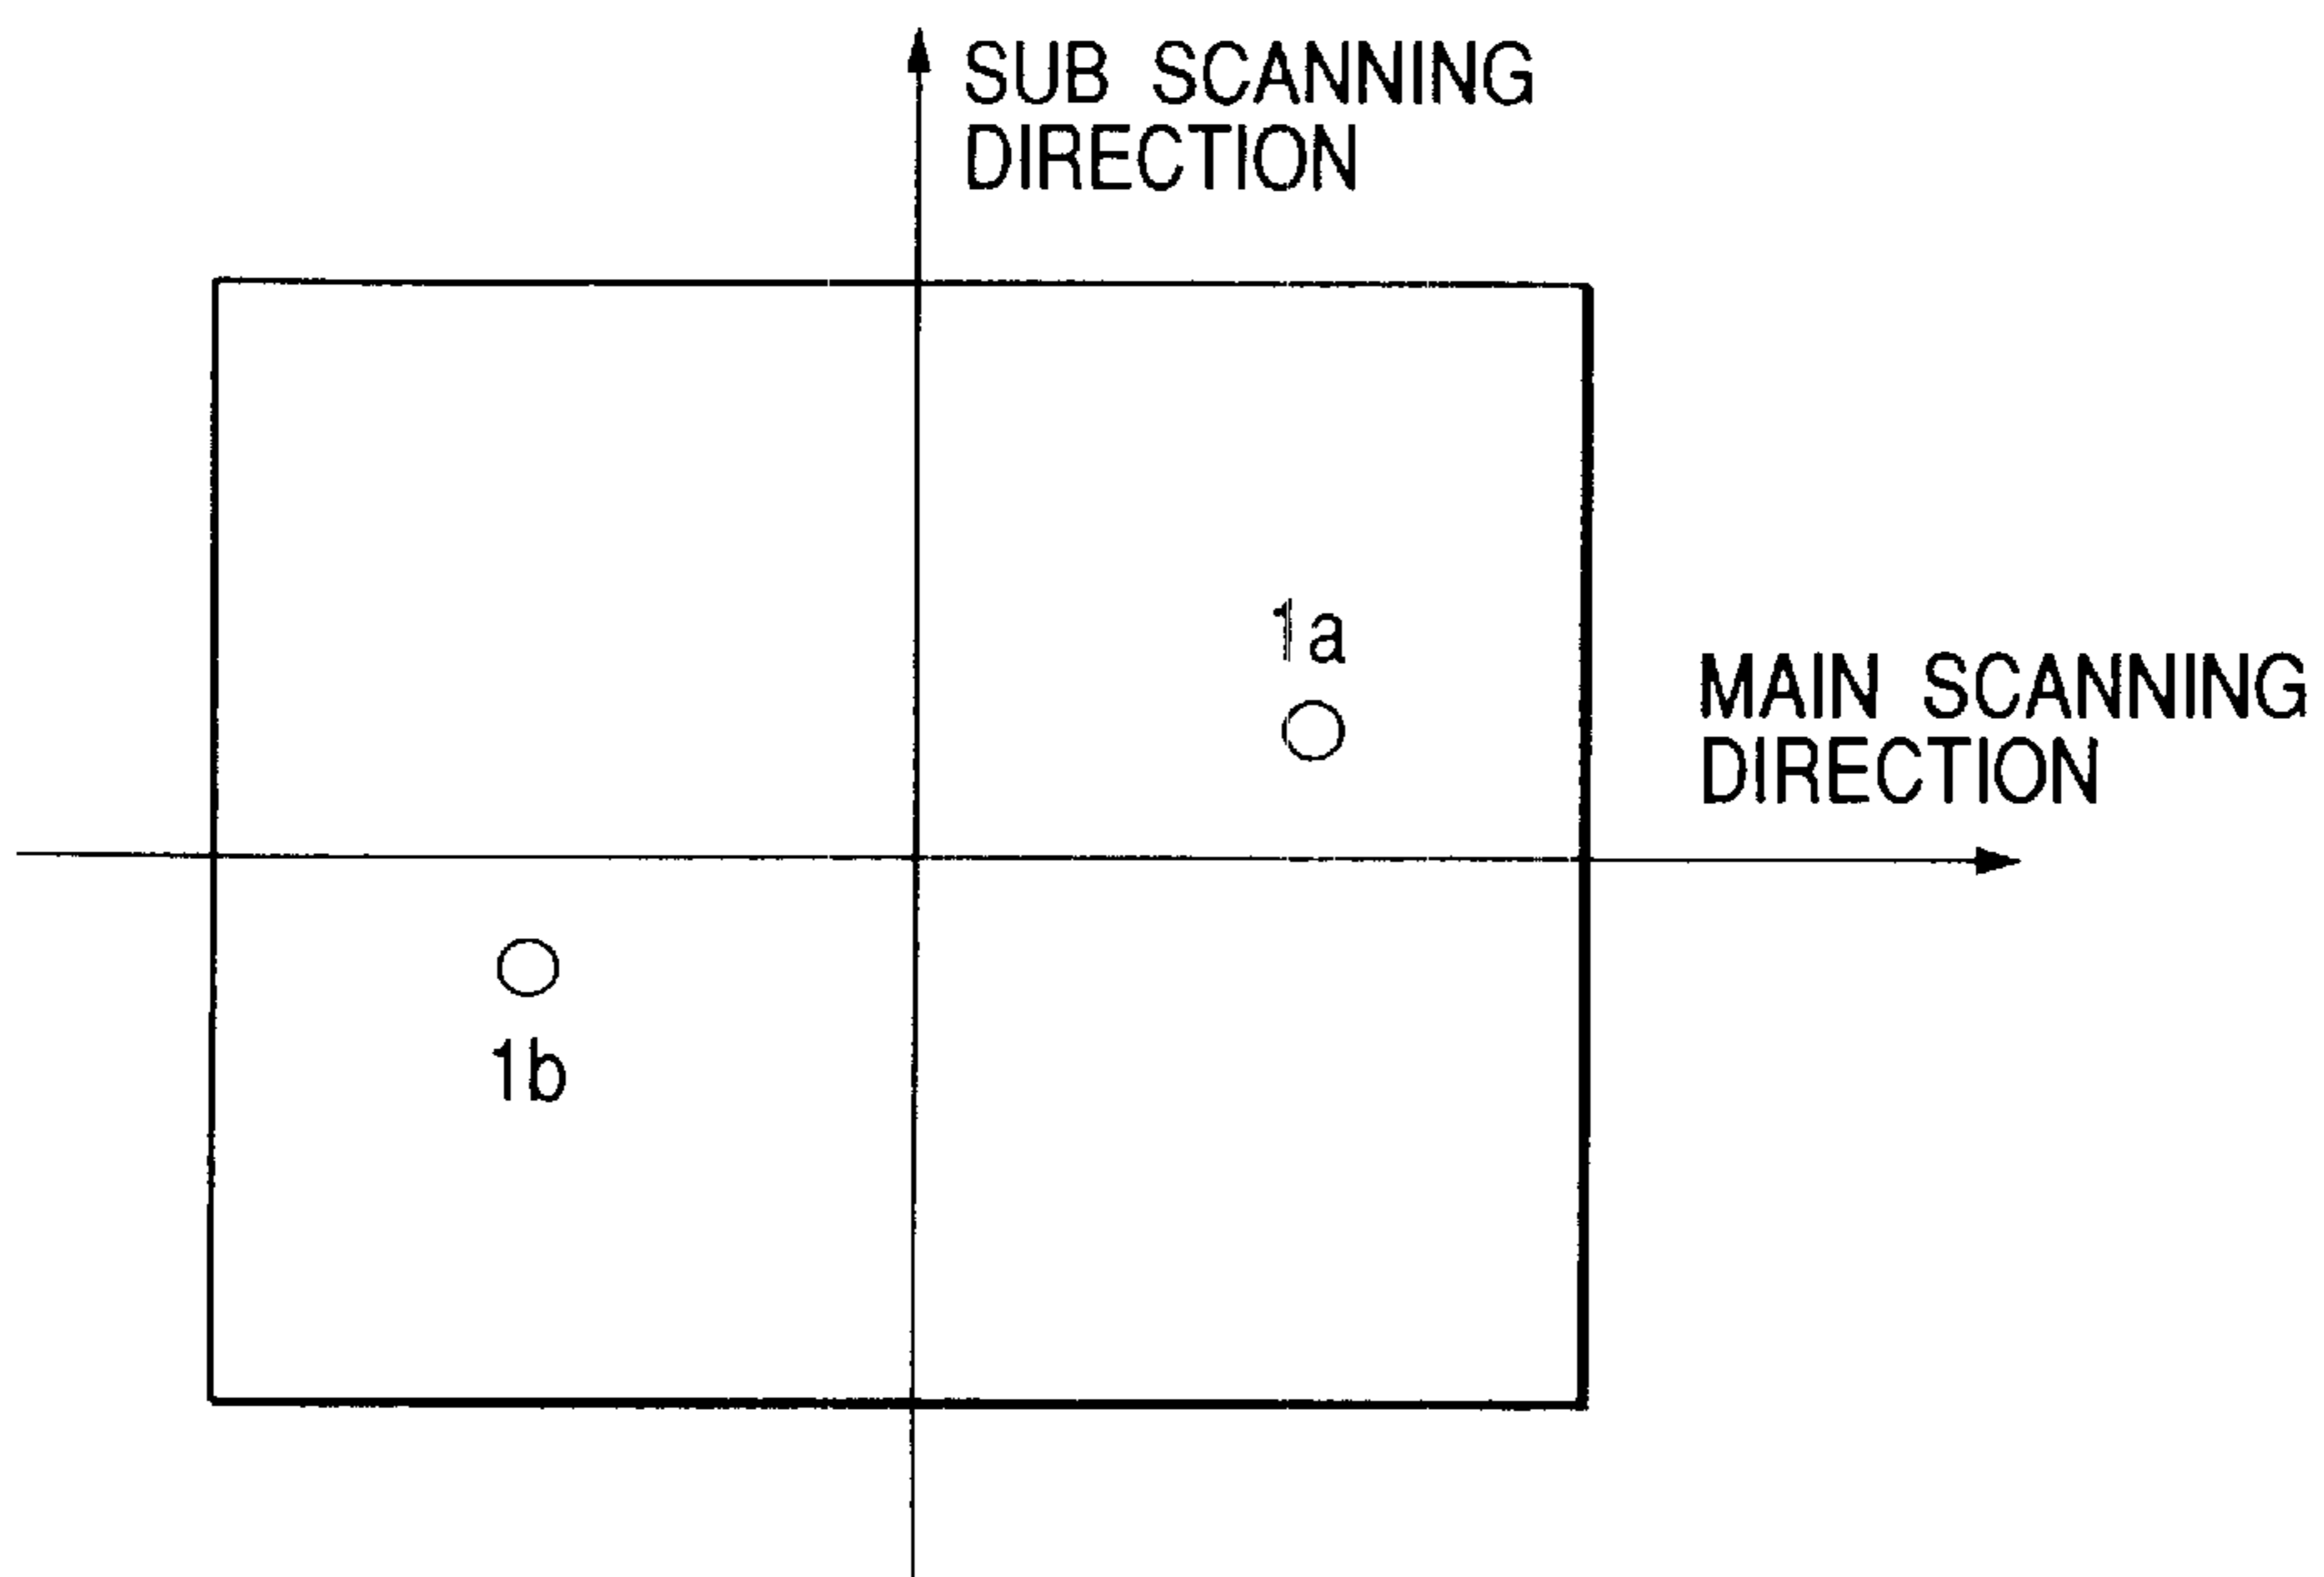 SUB SCANNING
DIRECTION
1a
MAIN SCANNING
DIRECTION
1b